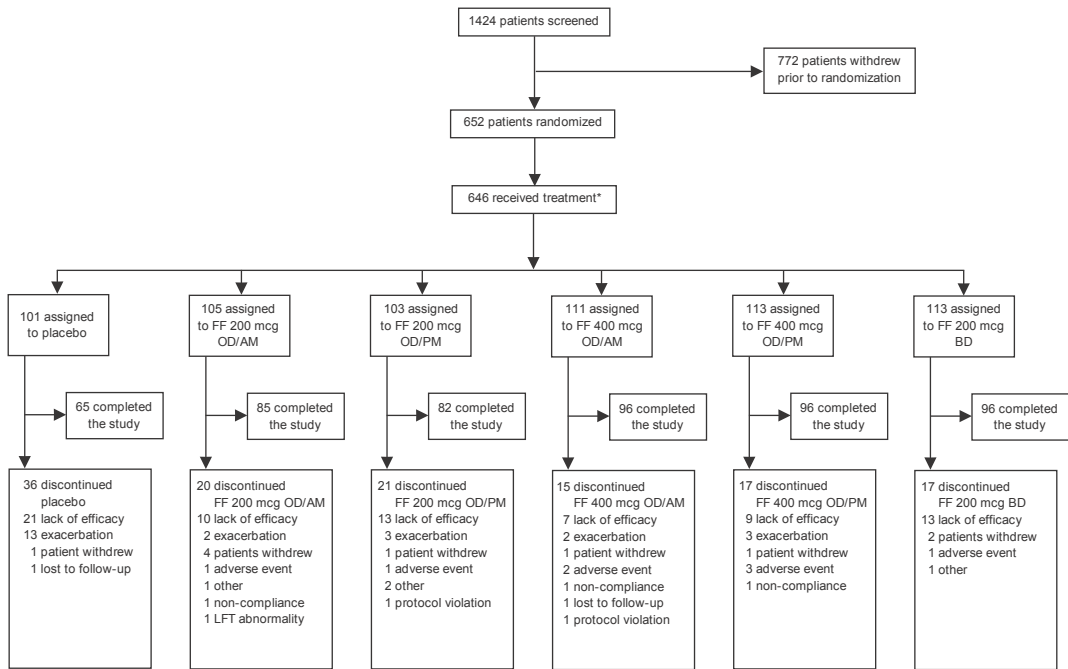 1424 patients screened
772 patients withdrew
prior to randomization
652 patients randomized
646 received treatment*
101 assigned
to placebo
105 assigned
to FF 200 mcg
OD/AM
103 assigned
to FF 200 mcg
OD/PM
111 assigned
to FF 400 mcg
OD/AM
113 assigned
to FF 400 mcg
OD/PM
113 assigned
to FF 200 mcg
BD
65 completed
the study
85 completed
the study
82 completed
the study
96 completed
the study
96 completed
the study
96 completed
the study
36 discontinued
placebo
21 lack of efficacy
13 exacerbation
1 patient withdrew
1 lost to follow-up
20 discontinued
FF 200 mcg OD/AM
10 lack of efficacy
2 exacerbation
4 patients withdrew
1 adverse event
1 other
1 non-compliance
1 LFT abnormality
21 discontinued
FF 200 mcg OD/PM
13 lack of efficacy
3 exacerbation
1 patient withdrew
1 adverse event
2 other
1 protocol violation
15 discontinued
FF 400 mcg OD/AM
7 lack of efficacy
2 exacerbation
1 patient withdrew
2 adverse event
1 non-compliance
1 lost to follow-up
1 protocol violation
17 discontinued
FF 400 mcg OD/PM
9 lack of efficacy
3 exacerbation
1 patient withdrew
3 adverse event
1 non-compliance
17 discontinued
FF 200 mcg BD
13 lack of efficacy
2 patients withdrew
1 adverse event
1 other